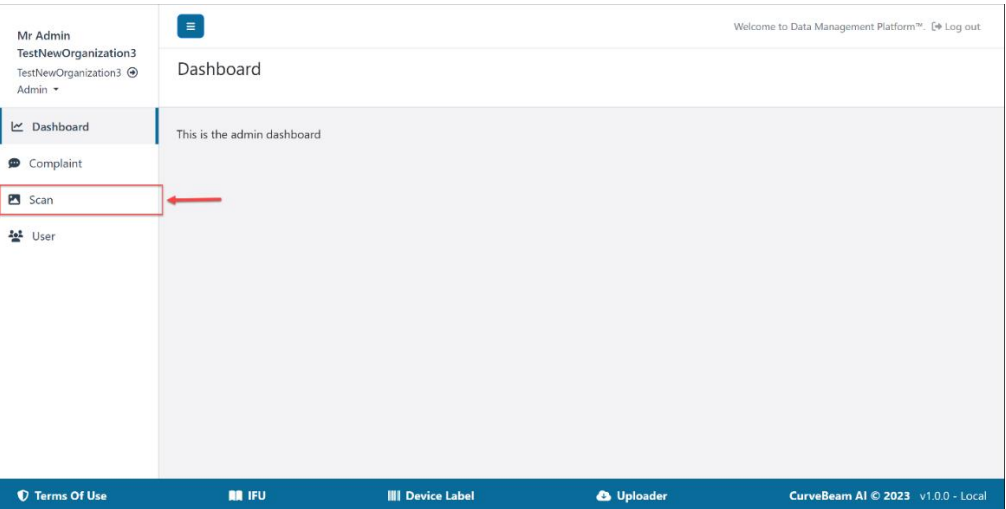 Mr Admin
TestNewOrganization3
TestNewOrganization3
Admin
Dashboard
Complaint
Scan
User
Welcome to Data Management Platform™. Log out
Dashboard
This is the admin dashboard
Terms Of Use
IFU
Device Label
Uploader
CurveBeam AI © 2023 v1.0.0 - Local